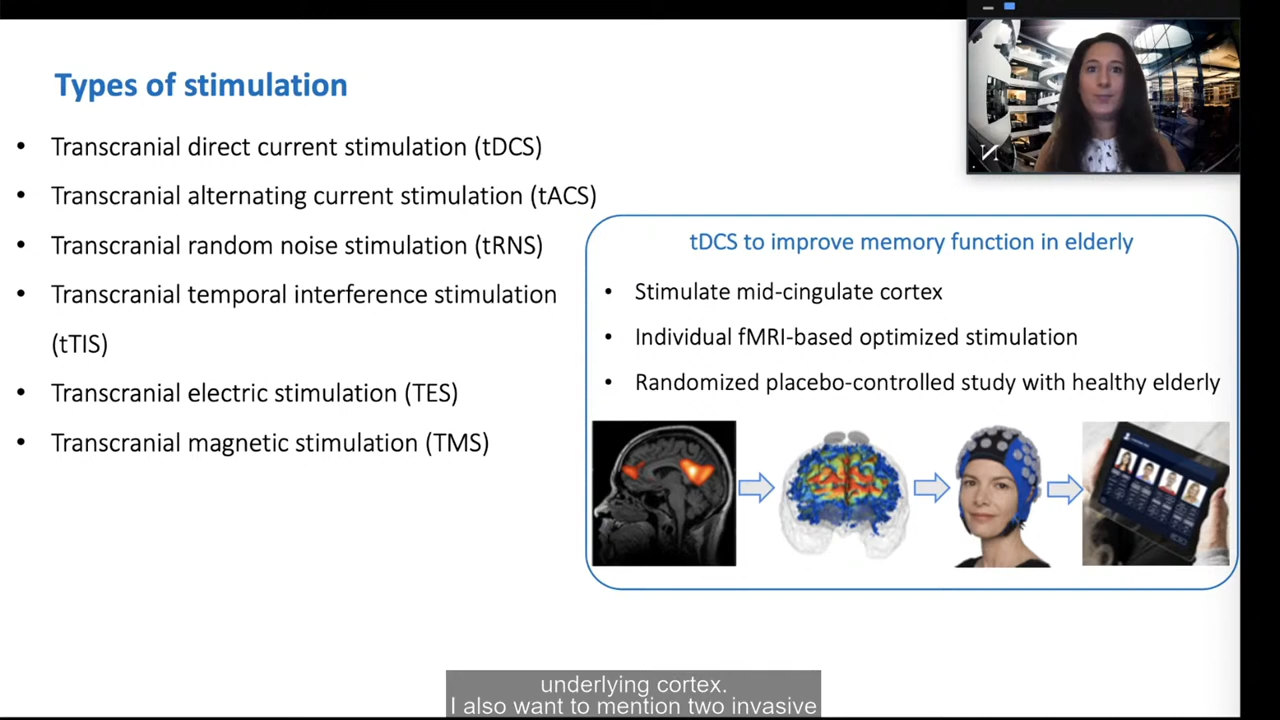 Types of stimulation
• Transcranial direct current stimulation (tDCS)
• Transcranial alternating current stimulation (tACS)
• Transcranial random noise stimulation (tRNS)
• Transcranial temporal interference stimulation
(tTIS)
• Transcranial electric stimulation (TES)
• Transcranial magnetic stimulation (TMS)
tDCS to improve memory function in elderly
• Stimulate mid-cingulate cortex
• Individual fMRI-based optimized stimulation
• Randomized placebo-controlled study with healthy elderly
underlying cortex.
I also want to mention two invasive